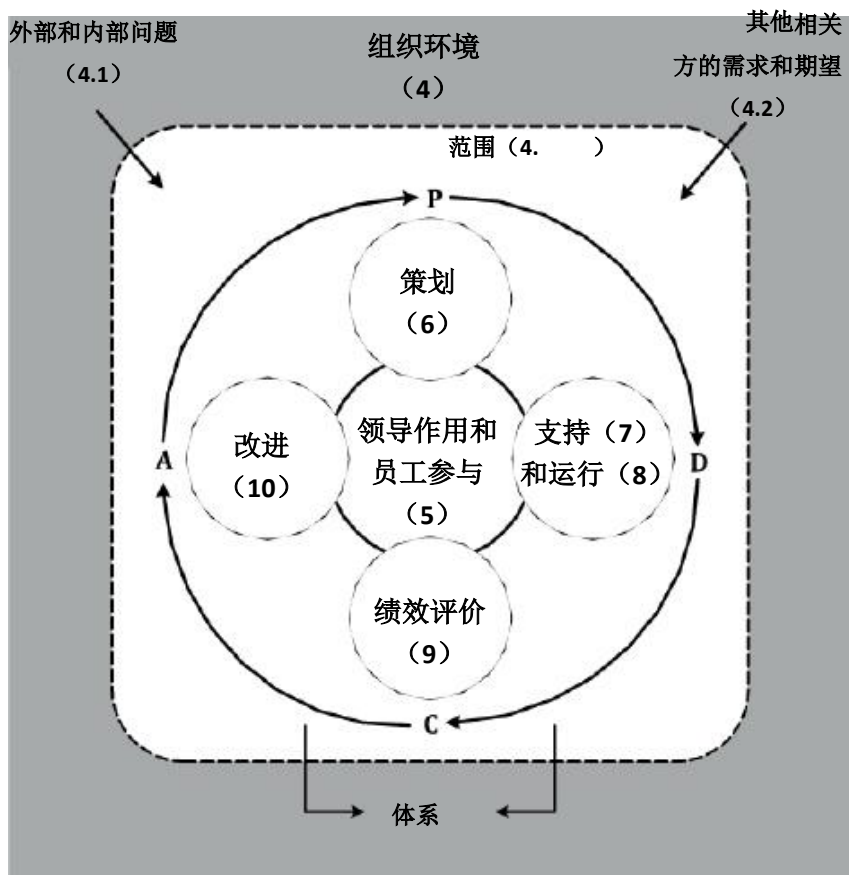 外部和内部问题
（4.1）
组织环境
（4）
其他相关
方的需求和期望
（4.2）
范围（4. ）
P
策划
（6）
改进
（10）
A
领导作用和
员工参与
（5）
支持（7）
和运行（8）
D
绩效评价
（9）
C
体系